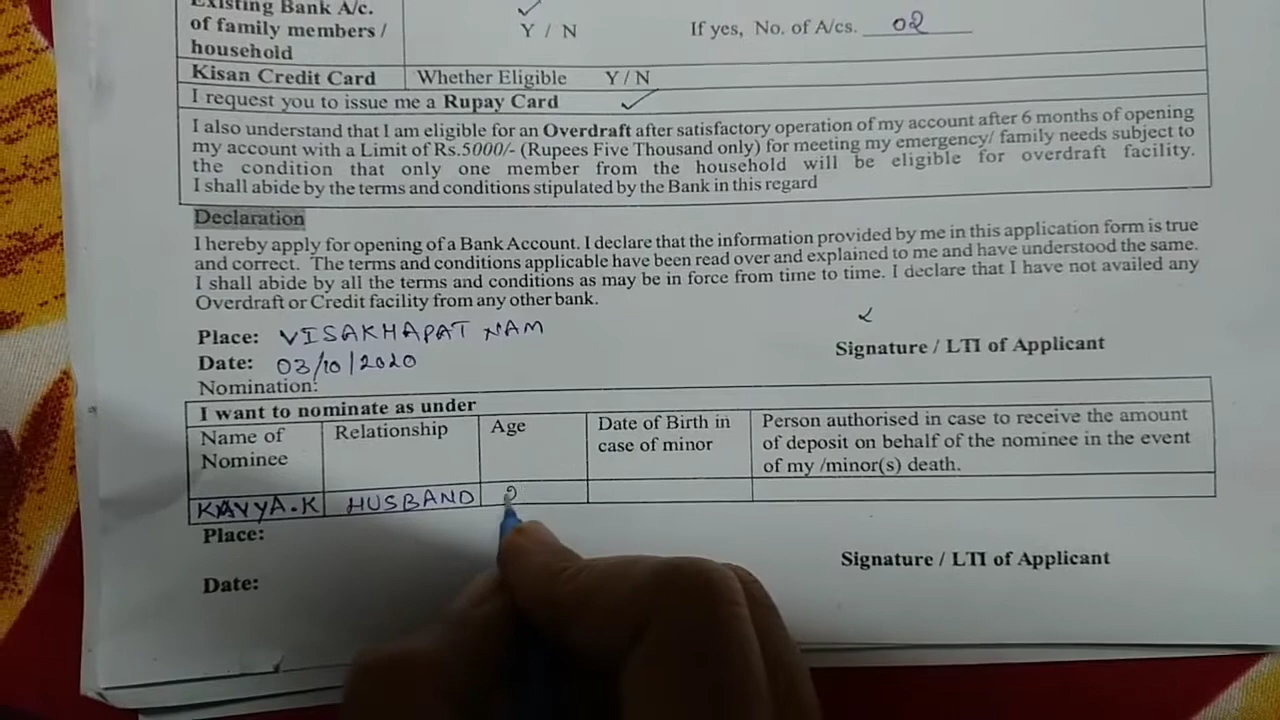 Existing Bank A/c.
of family members / Y / N If yes, No. of A/cs. 02
household
Kisan Credit Card Whether Eligible Y / N
I request you to issue me a Rupay Card
I also understand that I am eligible for an Overdraft after satisfactory operation of my account after 6 months of opening
my account with a Limit of Rs.5000/- (Rupees Five Thousand only) for meeting my emergency/ family needs subject to
the condition that only one member from the household will be eligible for overdraft facility.
I shall abide by the terms and conditions stipulated by the Bank in this regard
Declaration
I hereby apply for opening of a Bank Account. I declare that the information provided by me in this application form is true
and correct. The terms and conditions applicable have been read over and explained to me and have understood the same.
I shall abide by all the terms and conditions as may be in force from time to time. I declare that I have not availed any
Overdraft or Credit facility from any other bank.
Place: VISAKHAPATNAM
Signature / LTI of Applicant
Date: 03/10/2020
Nomination:
I want to nominate as under
Name of Relationship Age Date of Birth in Person authorised in case to receive the amount
Nominee case of minor of deposit on behalf of the nominee in the event
of my /minor(s) death.
KAVYA.K HUSBAND 2
Place:
Signature / LTI of Applicant
Date: